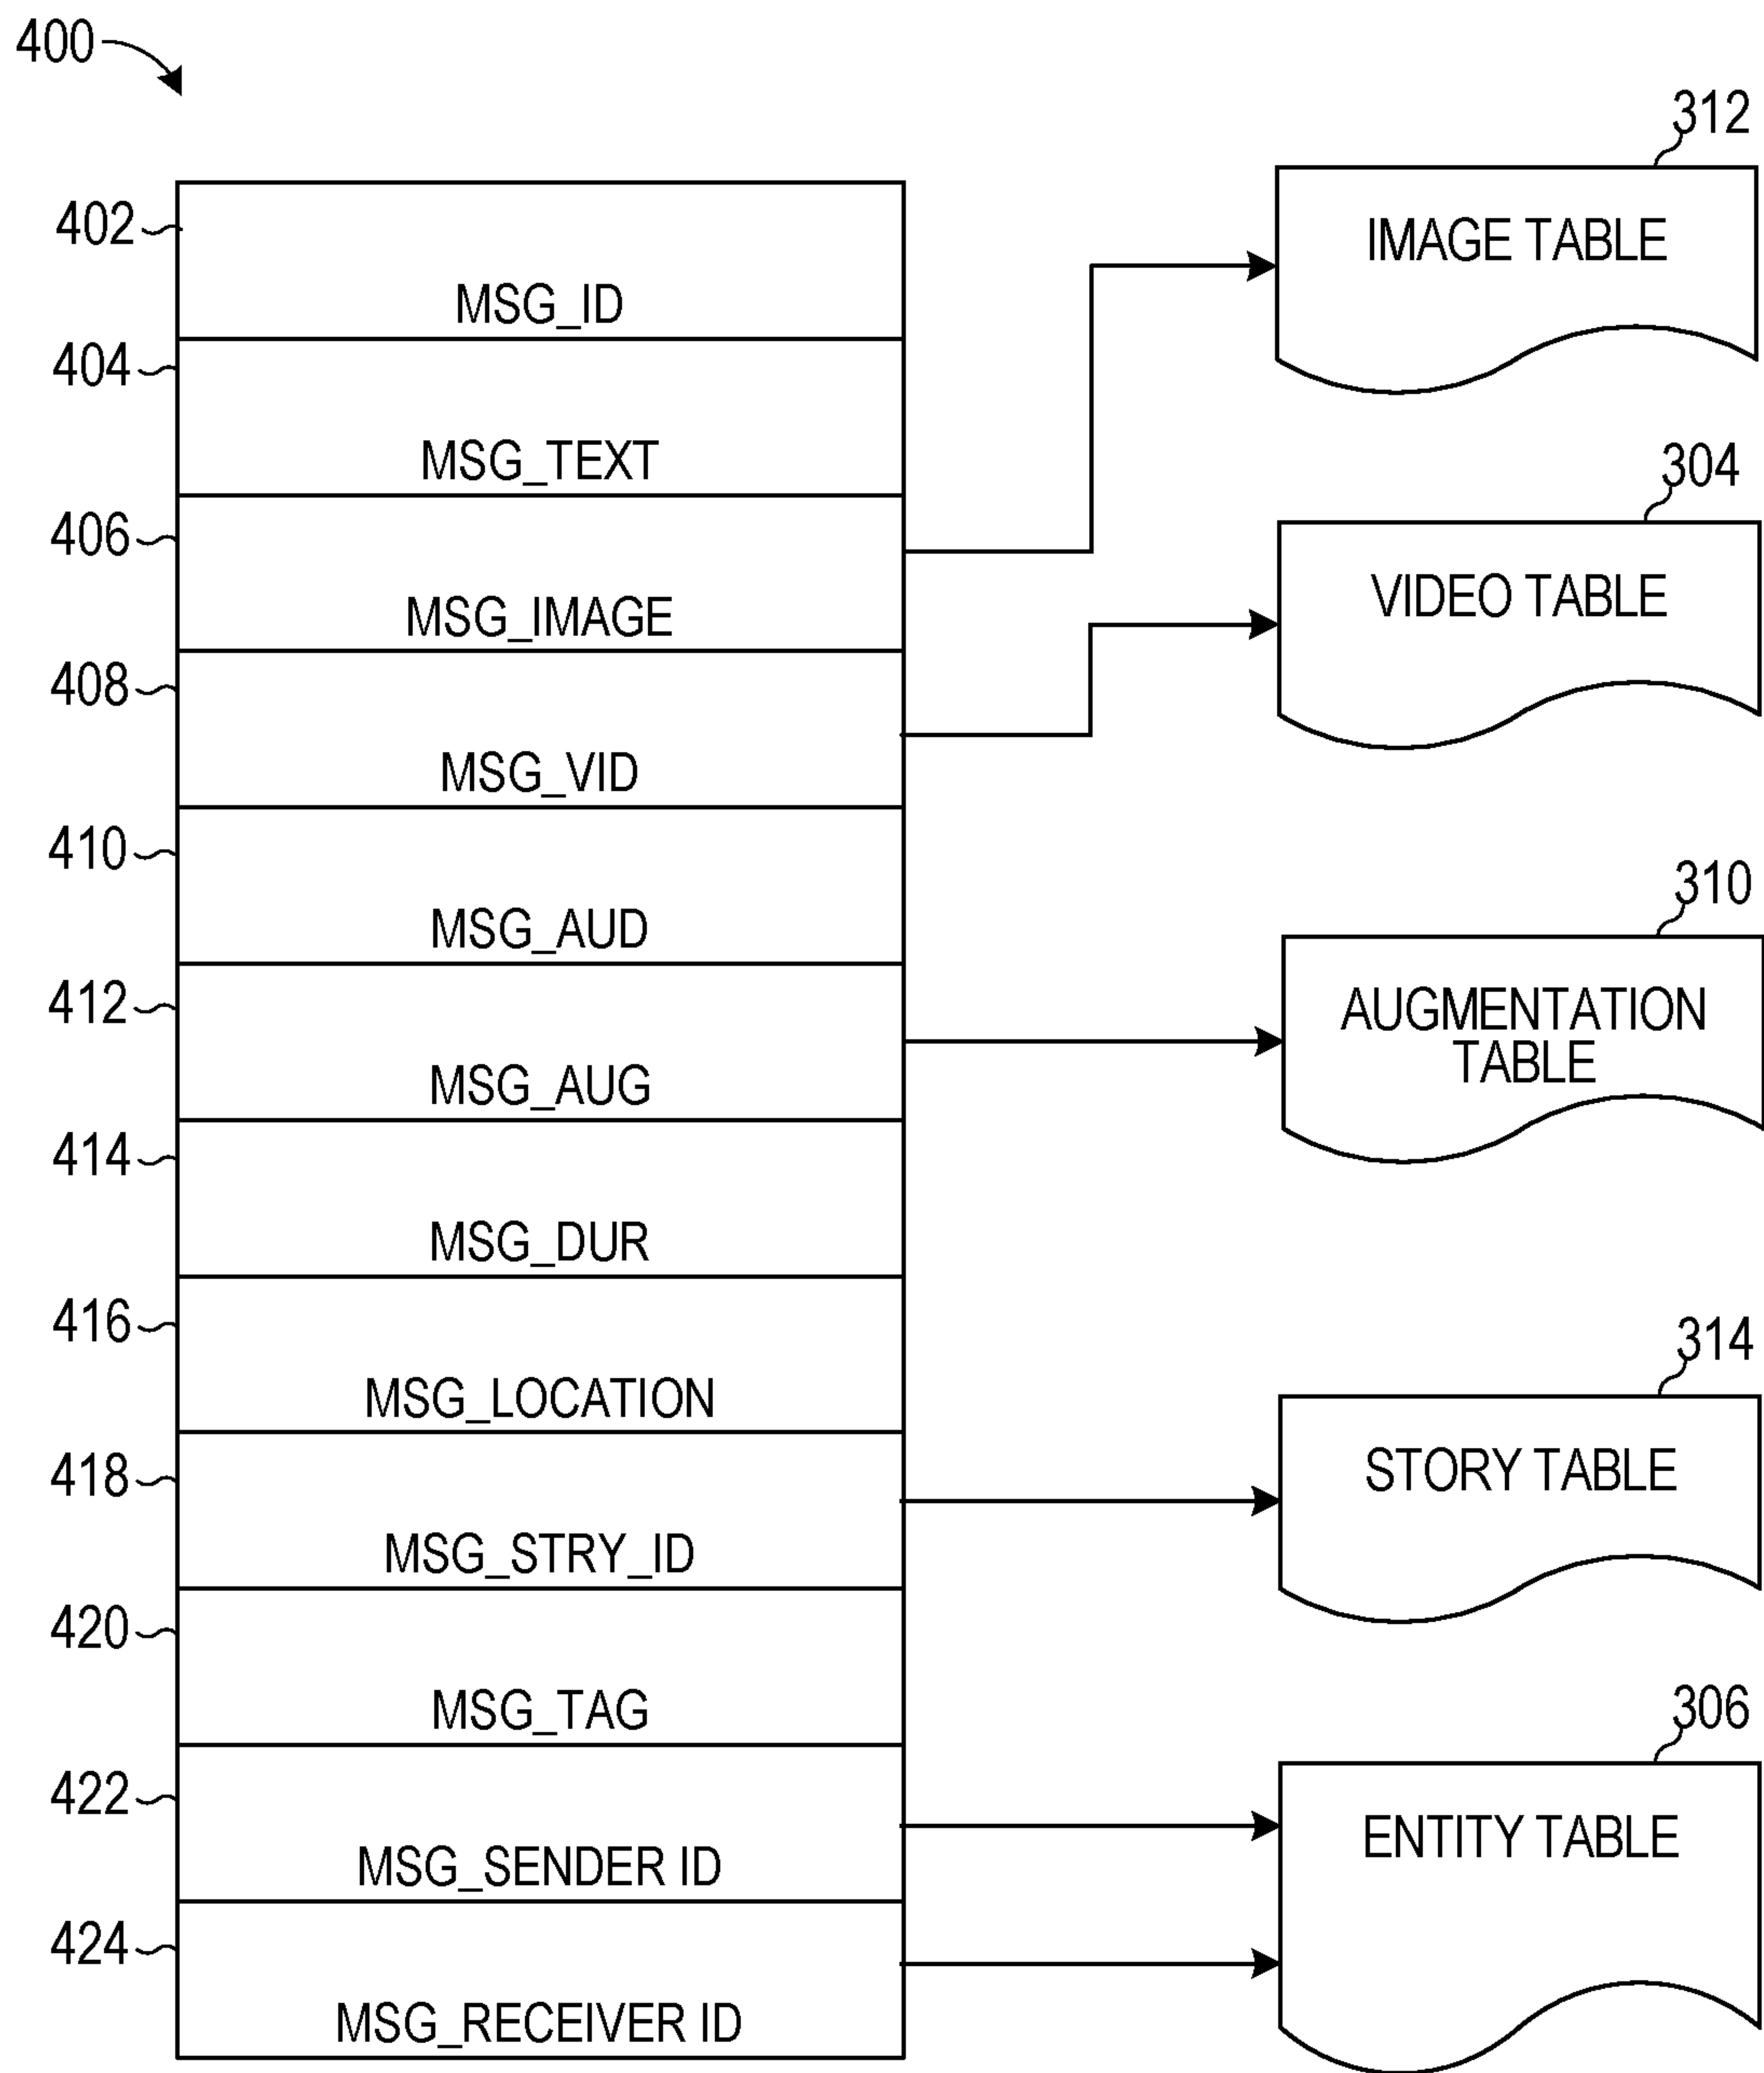 400
402
MSG_ID
404
MSG_TEXT
406
MSG_IMAGE
408
MSG_VID
410
MSG_AUD
412
MSG_AUG
414
MSG_DUR
416
MSG_LOCATION
418
MSG_STRY_ID
420
MSG_TAG
422
MSG_SENDER ID
424
MSG_RECEIVER ID
312
IMAGE TABLE
304
VIDEO TABLE
310
AUGMENTATION
TABLE
314
STORY TABLE
306
ENTITY TABLE